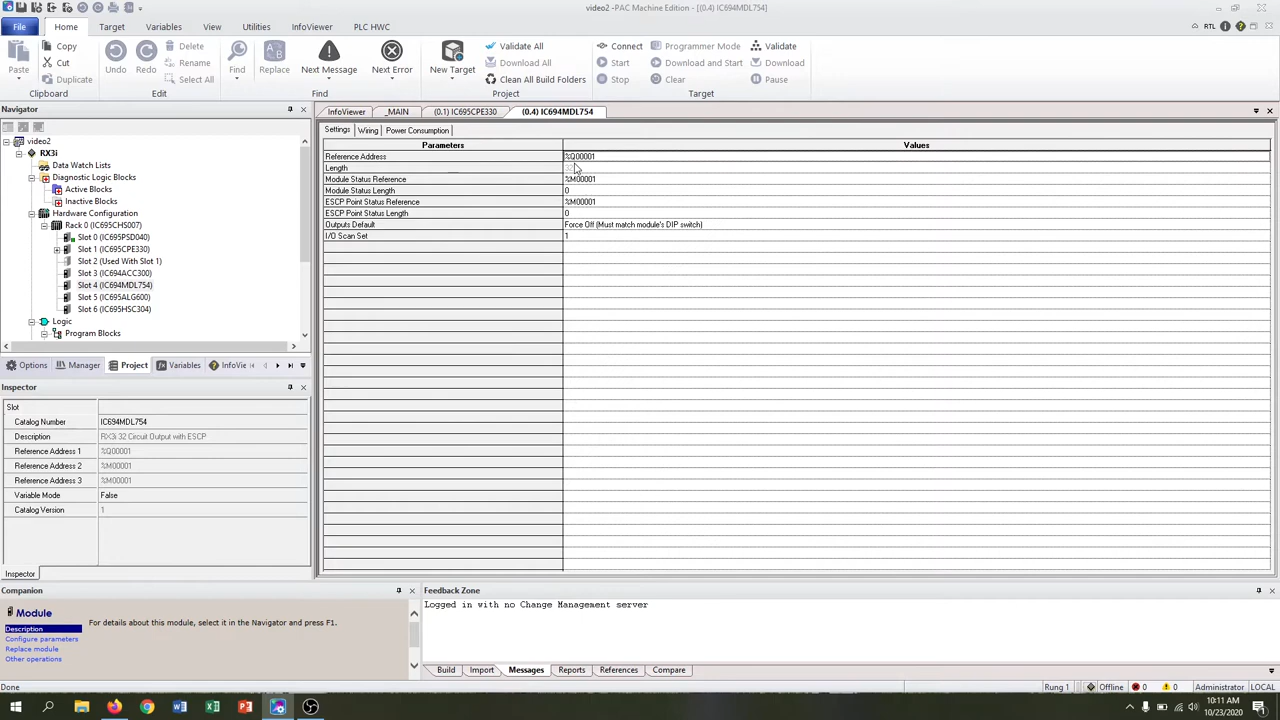 video2 -PAC Machine Edition - [(0.4) IC694MDL754]
File Home Target Variables View Utilities InfoViewer PLC HWC
RTL
Paste Copy Cut Duplicate
Clipboard
Undo Redo Delete Rename Select All
Edit
Find Replace Next Message Next Error
Find
New Target Validate All Download All Clean All Build Folders
Project
Connect Programmer Mode Validate
Start Download and Start Download
Stop Clear Pause
Target
Navigator
video2
RX3i
Data Watch Lists
Diagnostic Logic Blocks
Active Blocks
Inactive Blocks
Hardware Configuration
Rack 0 (IC695CHS007)
Slot 0 (IC695PSD040)
Slot 1 (IC695CPE330)
Slot 2 (Used With Slot 1)
Slot 3 (IC694ACC300)
Slot 4 (IC694MDL754)
Slot 5 (IC695ALG600)
Slot 6 (IC695HSC304)
Logic
Program Blocks
Options Manager Project Variables InfoVie
Inspector
Slot
Catalog Number IC694MDL754
Description RX3i 32 Circuit Output with ESCP
Reference Address 1 %Q00001
Reference Address 2 %M00001
Reference Address 3 %M00001
Variable Mode False
Catalog Version 1
Inspector
InfoViewer _MAIN (0.1) IC695CPE330 (0.4) IC694MDL754
Settings Wiring Power Consumption
Parameters Values
Reference Address %Q00001
Length
Module Status Reference %M00001
Module Status Length 0
ESCP Point Status Reference %M00001
ESCP Point Status Length 0
Outputs Default Force Off (Must match module's DIP switch)
I/O Scan Set 1
Companion
Module
Description
Configure parameters
Replace module
Other operations
For details about this module, select it in the Navigator and press F1.
Feedback Zone
Logged in with no Change Management server
Build Import Messages Reports References Compare
Done Rung 1 Offline 0 0 Administrator LOCAL
10:11 AM
10/23/2020
1